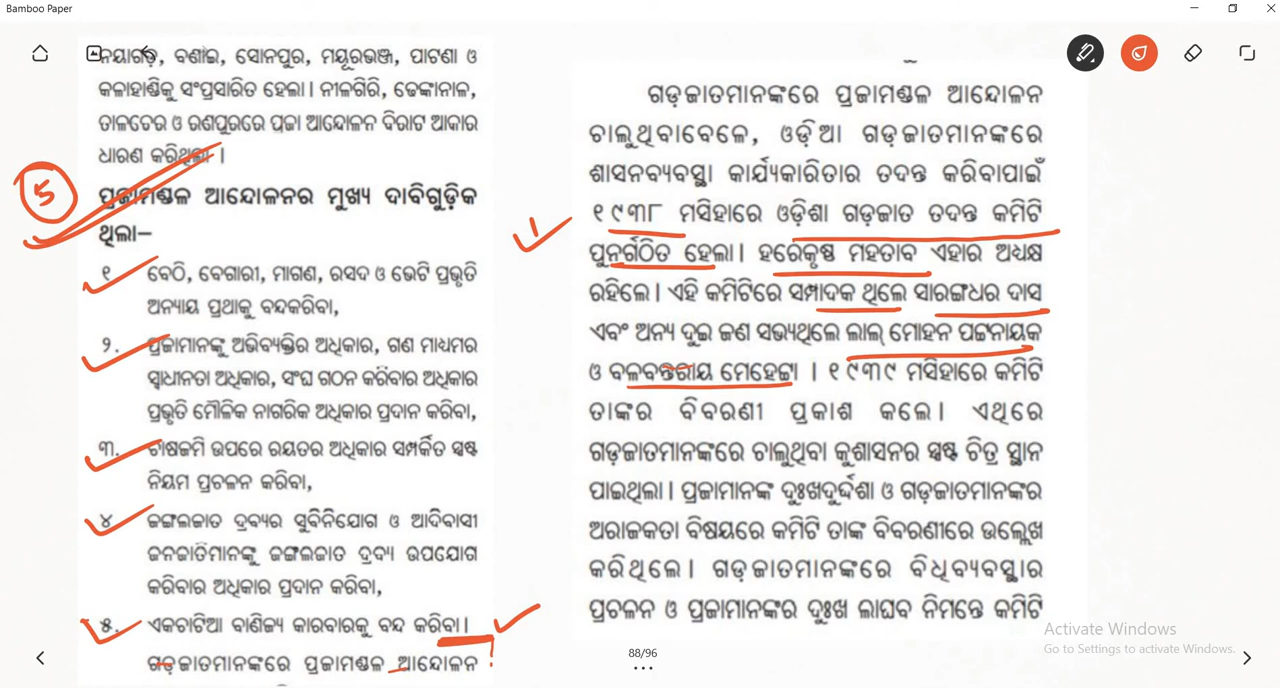 Bamboo Paper
ନୟାଗଡ଼, ବଣାଇ, ସୋନପୁର, ମୟୂରଭଞ୍ଜ, ପାଟଣା ଓ
କଳାହାଣ୍ଡିକୁ ସଂପ୍ରସାରିତ ହେଲା । ନୀଳଗିରି, ଢେଙ୍କାନାଳ,
ତାଳଚେର ଓ ରଣପୁରରେ ପ୍ରଜା ଆନ୍ଦୋଳନ ବିରାଟ ଆକାର
ଧାରଣ କରିଥିଲା ।
5
ପ୍ରଜାମଣ୍ଡଳ ଆନ୍ଦୋଳନର ମୁଖ୍ୟ ଦାବିଗୁଡ଼ିକ
ଥିଲା–
୧ ବେଠି, ବେଗାରୀ, ମାଗଣ, ରସଦ ଓ ଭେଟି ପ୍ରଭୃତି
ଅନ୍ୟାୟ ପ୍ରଥାକୁ ବନ୍ଦକରିବା,
୨. ପ୍ରଜାମାନଙ୍କୁ ଅଭିବ୍ୟକ୍ତିର ଅଧିକାର, ଗଣ ମାଧ୍ୟମର
ସ୍ୱାଧୀନତା ଅଧିକାର, ସଂଘ ଗଠନ କରିବାର ଅଧିକାର
ପ୍ରଭୃତି ମୌଳିକ ନାଗରିକ ଅଧିକାର ପ୍ରଦାନ କରିବା,
୩. ଚାଷଜମି ଉପରେ ରୟତର ଅଧିକାର ସମ୍ପର୍କିତ ସ୍ପଷ୍ଟ
ନିୟମ ପ୍ରଚଳନ କରିବା,
୪ ଜଙ୍ଗଲଜାତ ଦ୍ରବ୍ୟର ସୁବିନିଯୋଗ ଓ ଆଦିବାସୀ
ଜନଜାତିମାନଙ୍କୁ ଜଙ୍ଗଲଜାତ ଦ୍ରବ୍ୟ ଉପଯୋଗ
କରିବାର ଅଧିକାର ପ୍ରଦାନ କରିବା,
୫. ଏକଚାଟିଆ ବାଣିଜ୍ୟ କାରବାରକୁ ବନ୍ଦ କରିବା ।
ଗଡ଼ଜାତମାନଙ୍କରେ ପ୍ରଜାମଣ୍ଡଳ ଆନ୍ଦୋଳନ
ଗଡ଼ଜାତମାନଙ୍କରେ ପ୍ରଜାମଣ୍ଡଳ ଆନ୍ଦୋଳନ
ଚାଲୁଥିବାବେଳେ, ଓଡ଼ିଆ ଗଡ଼ଜାତମାନଙ୍କରେ
ଶାସନବ୍ୟବସ୍ଥା କାର୍ଯ୍ୟକାରିତାର ତଦନ୍ତ କରିବାପାଇଁ
1
୧୯୩୮ ମସିହାରେ ଓଡ଼ିଶା ଗଡ଼ଜାତ ତଦନ୍ତ କମିଟି
ପୁନର୍ଗଠିତ ହେଲା । ହରେକୃଷ୍ଣ ମହତାବ ଏହାର ଅଧ୍ୟକ୍ଷ
ରହିଲେ । ଏହି କମିଟିରେ ସମ୍ପାଦକ ଥିଲେ ସାରଙ୍ଗଧର ଦାସ
ଏବଂ ଅନ୍ୟ ଦୁଇ ଜଣ ସଭ୍ୟଥିଲେ ଲାଲ୍ ମୋହନ ପଟ୍ଟନାୟକ
ଓ ବଳବନ୍ତରାୟ ମେହେଟ୍ଟା । ୧୯୩୯ ମସିହାରେ କମିଟି
ତାଙ୍କର ବିବରଣୀ ପ୍ରକାଶ କଲେ । ଏଥିରେ
ଗଡ଼ଜାତମାନଙ୍କରେ ଚାଲୁଥିବା କୁଶାସନର ସ୍ପଷ୍ଟ ଚିତ୍ର ସ୍ଥାନ
ପାଇଥିଲା । ପ୍ରଜାମାନଙ୍କ ଦୁଃଖଦୁର୍ଦ୍ଦଶା ଓ ଗଡ଼ଜାତମାନଙ୍କର
ଅରାଜକତା ବିଷୟରେ କମିଟି ତାଙ୍କ ବିବରଣୀରେ ଉଲ୍ଲେଖ
କରିଥିଲେ । ଗଡ଼ଜାତମାନଙ୍କରେ ବିଧିବ୍ୟବସ୍ଥାର
ପ୍ରଚଳନ ଓ ପ୍ରଜାମାନଙ୍କର ଦୁଃଖ ଲାଘବ ନିମନ୍ତେ କମିଟି
88/96
Activate Windows
Go to Settings to activate Windows.